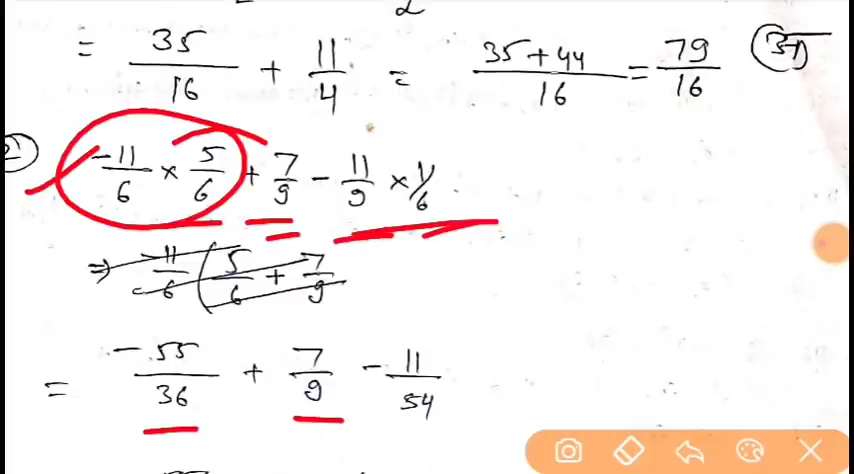 = 35/16 + 11/4 = (35+44)/16 = 79/16
-11/6 × 5/6 + 7/9 - 11/9 × 1/6
⇒ -11/6 (5/6 + 7/9
= -55/36 + 7/9 - 11/54